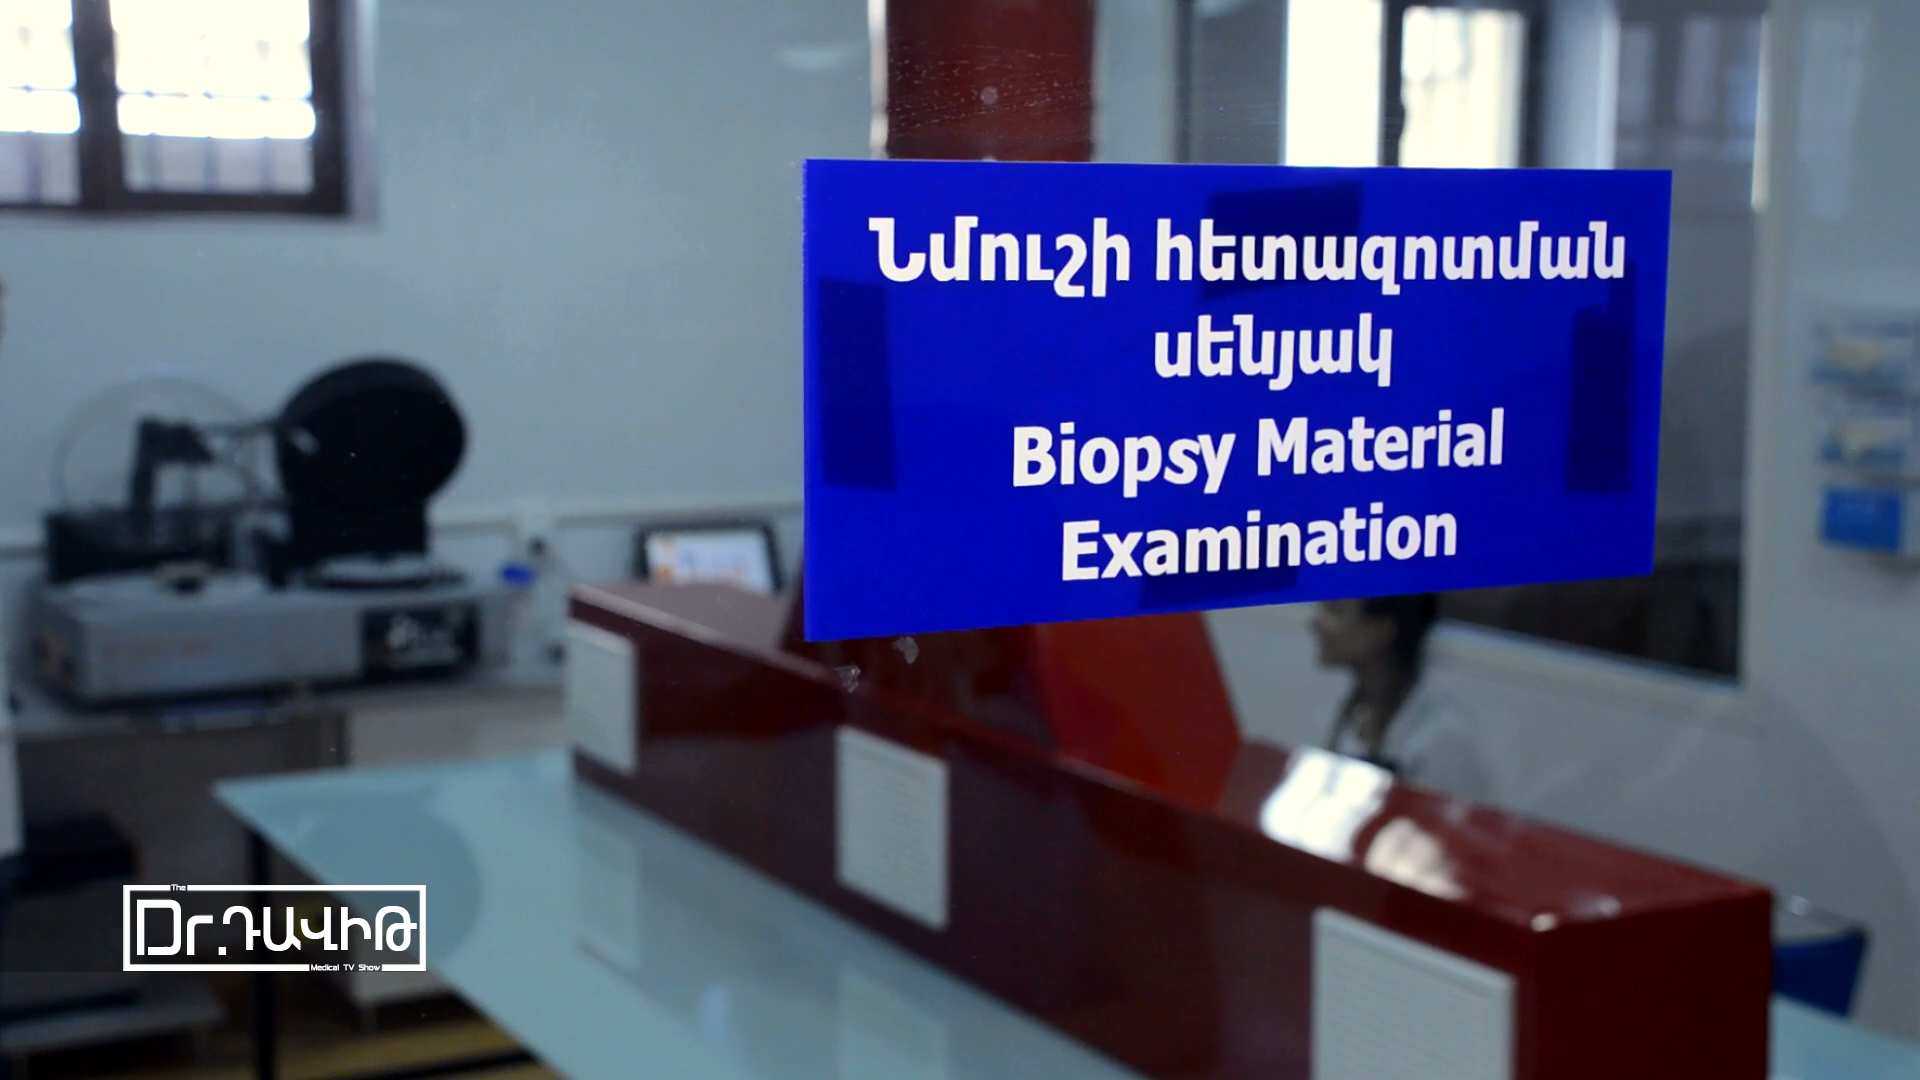 Նմուշի հետազոտման
սենյակ
Biopsy Material
Examination
The
Dr.ԴԱՎԻԹ
Medical TV Show